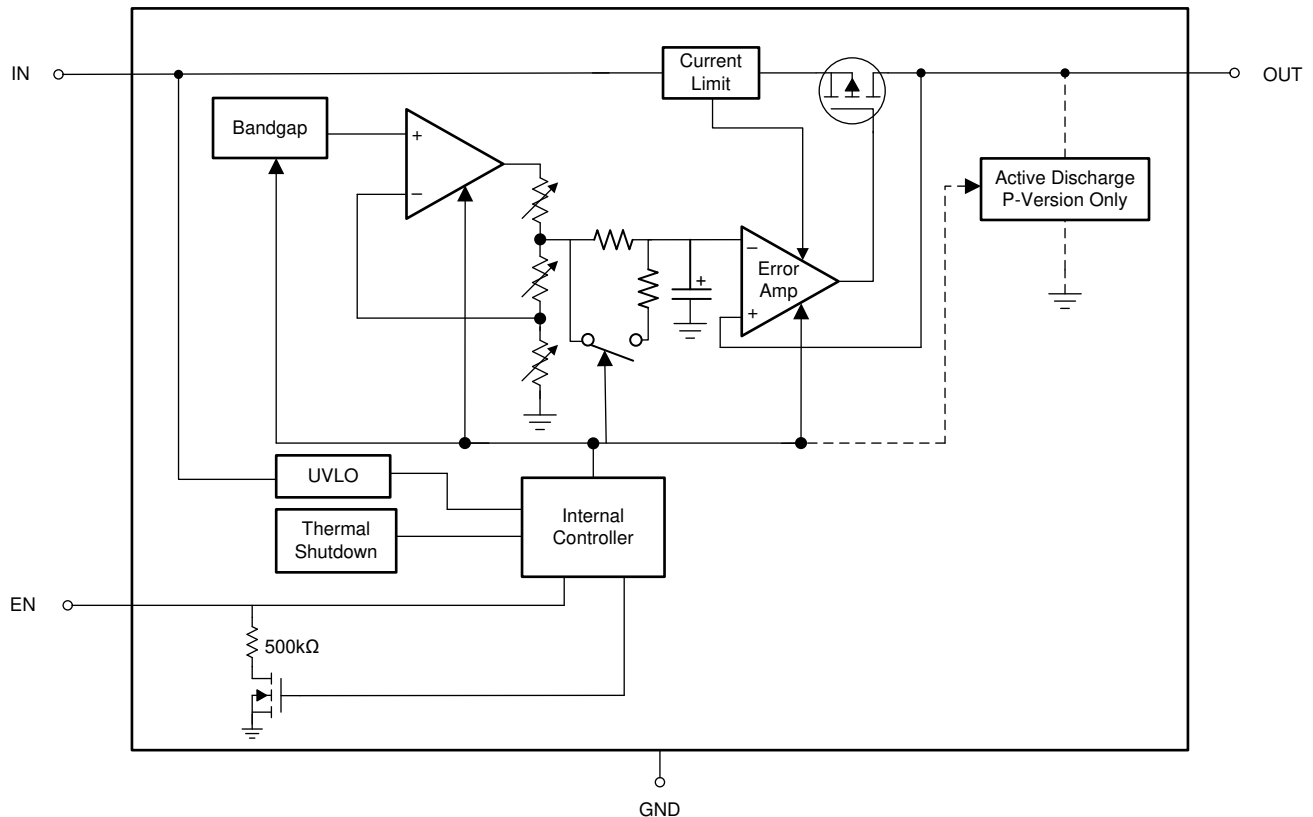 IN
Current
Limit
OUT
Bandgap
+
−
Active Discharge
P-Version Only
−
Error
Amp
+
+
UVLO
Thermal
Shutdown
Internal
Controller
EN
500kΩ
GND